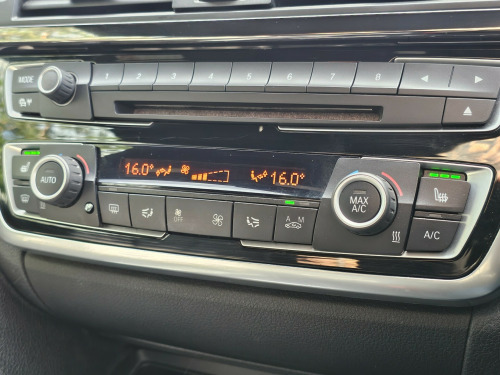 MODE 1 2 3 4 5 6 7 8
16.0° 16.0°
AUTO MAX A/C
OFF A M A/C